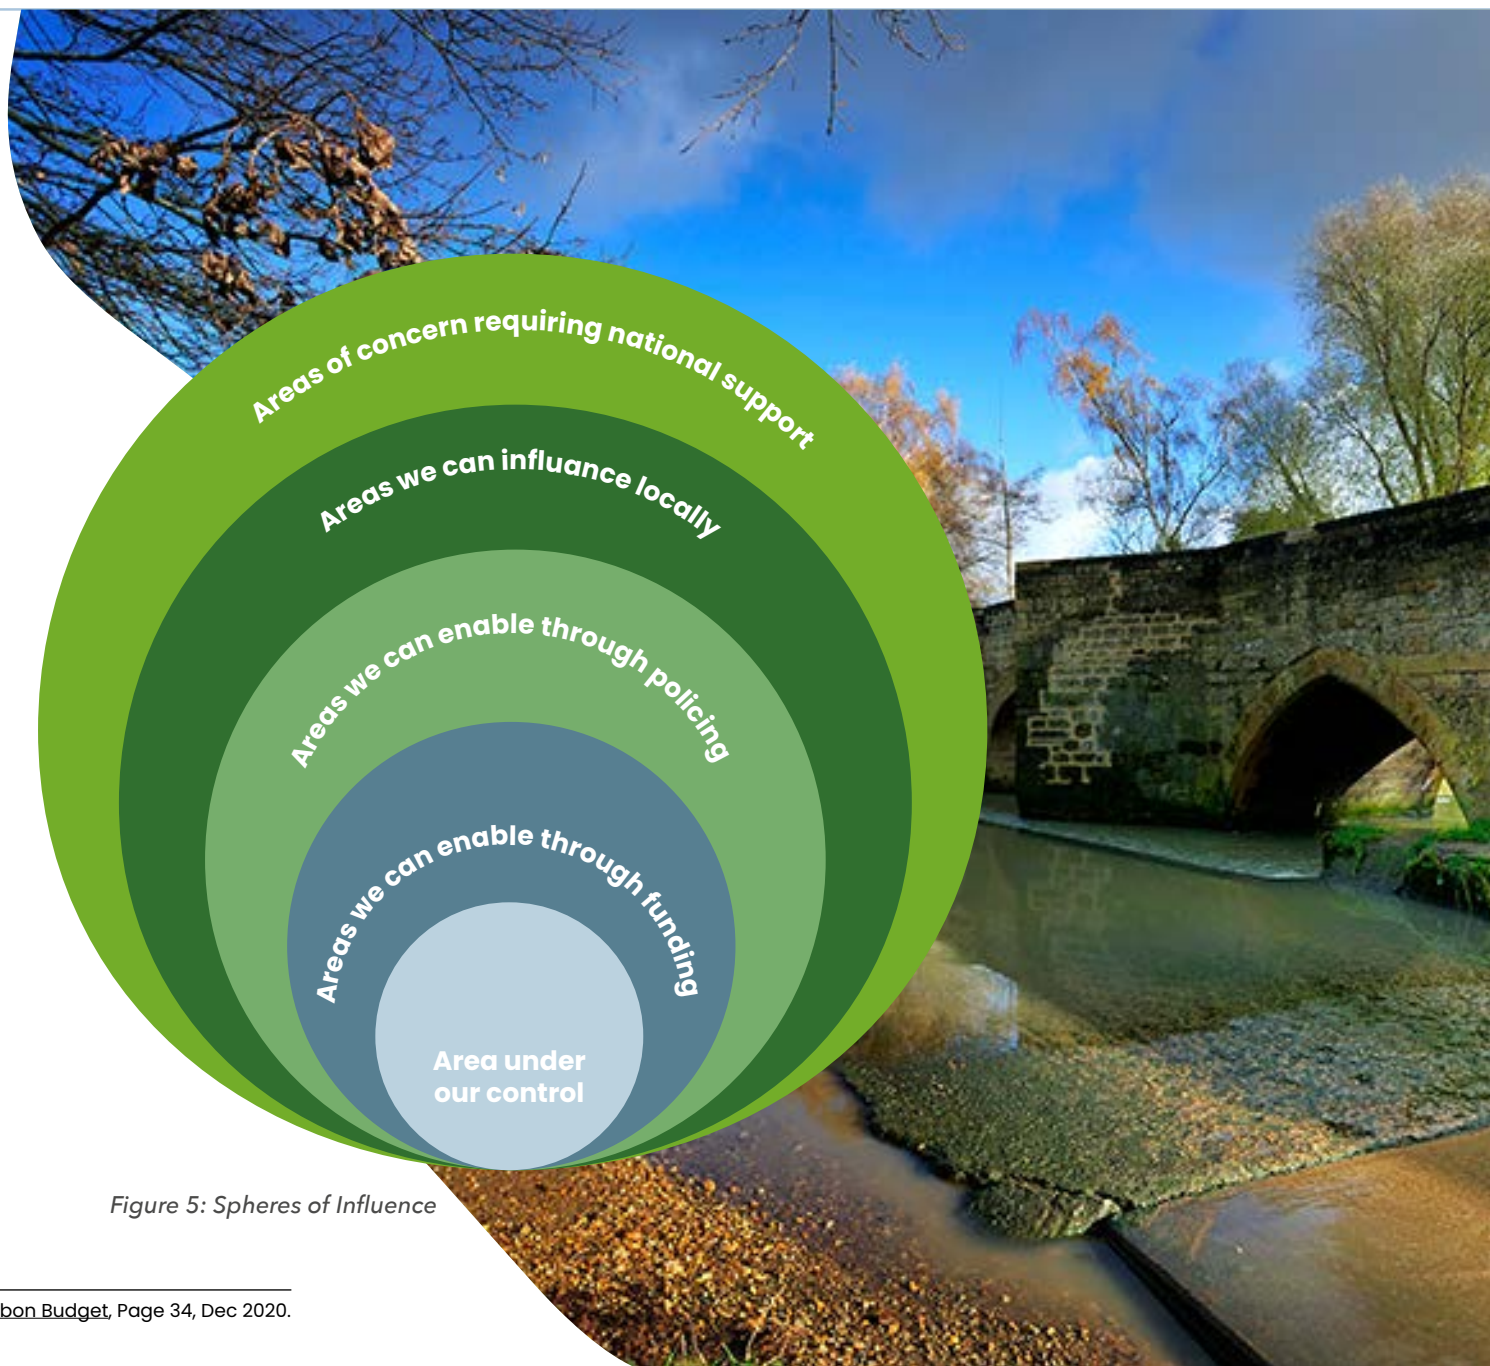 Areas of concern requiring national support
Areas we can influance locally
Areas we can enable through policing
Areas we can enable through funding
Area under
our control
Figure 5: Spheres of Influence
bon Budget, Page 34, Dec 2020.